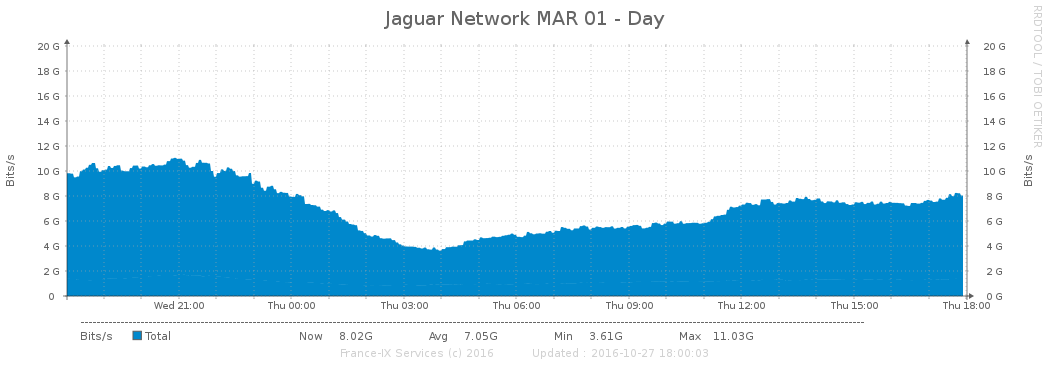 Jaguar Network MAR 01 - Day
RRDTOOL / TOBI OETIKER
Bits/s
20 G
18 G
16 G
14 G
12 G
10 G
8 G
6 G
4 G
2 G
0
20 G
18 G
16 G
14 G
12 G
10 G
8 G
6 G
4 G
2 G
0 G
Bits/s
Wed 21:00 Thu 00:00 Thu 03:00 Thu 06:00 Thu 09:00 Thu 12:00 Thu 15:00 Thu 18:00
Bits/s Total Now 8.02G Avg 7.05G Min 3.61G Max 11.03G
France-IX Services (c) 2016 Updated : 2016-10-27 18:00:03